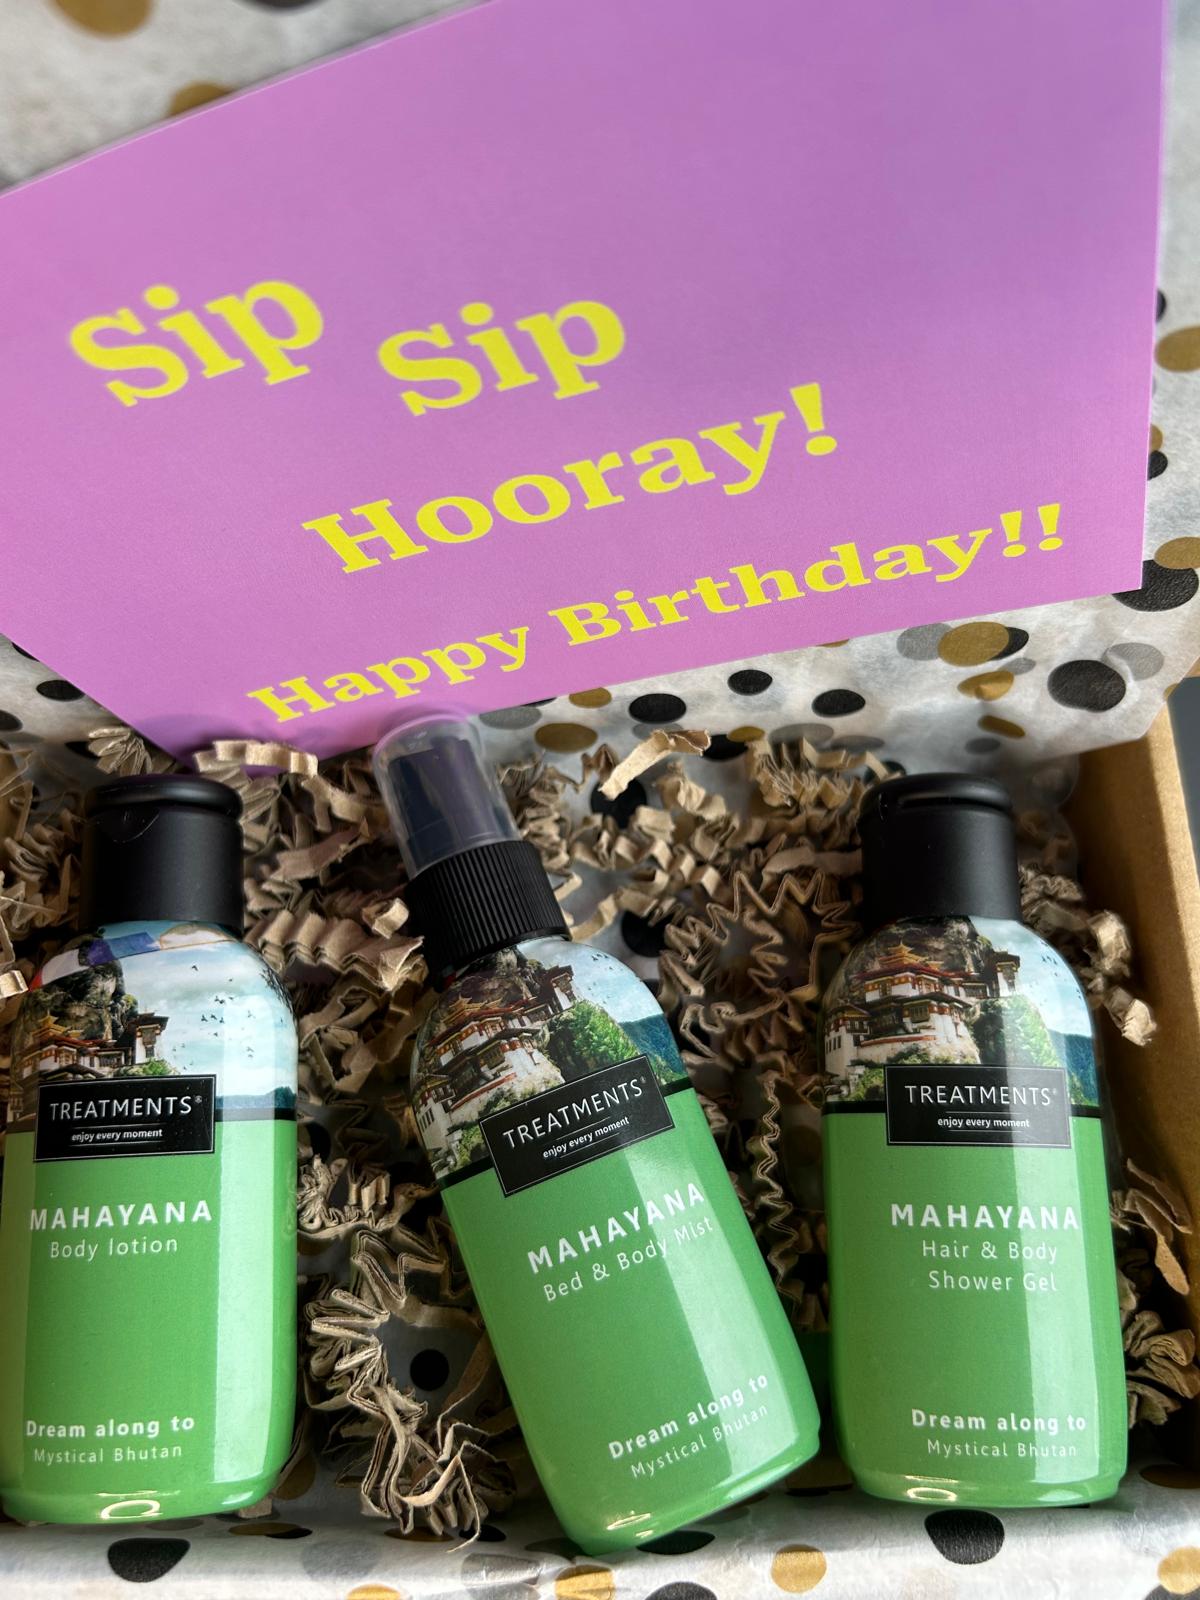 Sip
Sip
Hooray!
Happy Birthday!!
TREATMENTS®
enjoy every moment
MAHAYANA
Body lotion
Dream along to
Mystical Bhutan
TREATMENTS®
enjoy every moment
MAHAYANA
Bed & Body Mist
Dream along to
Mystical Bhutan
TREATMENTS®
enjoy every moment
MAHAYANA
Hair & Body
Shower Gel
Dream along to
Mystical Bhutan